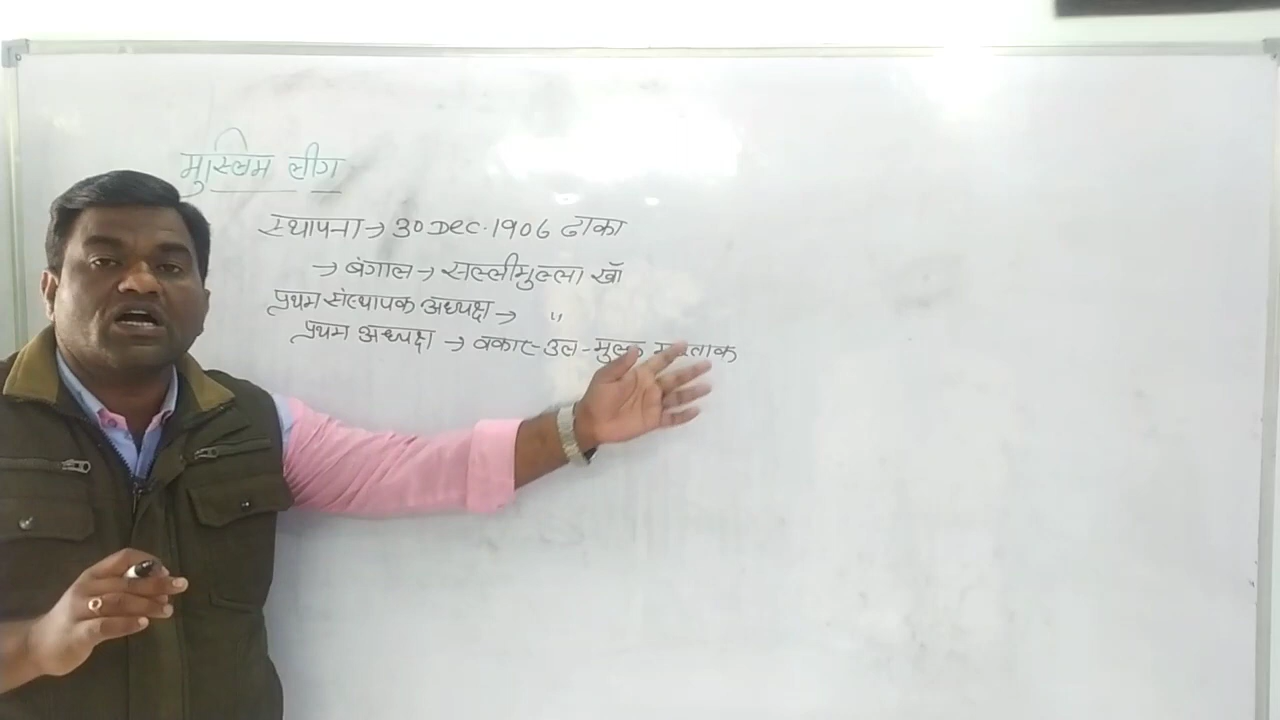 मुस्लिम लीग
स्थापना → 30 Dec. 1906 ढाका
→ बंगाल → सल्लीमुल्ला खाँ
प्रथम संस्थापक अध्यक्ष → "
प्रथम अध्यक्ष → वकार-उल-मुल्क